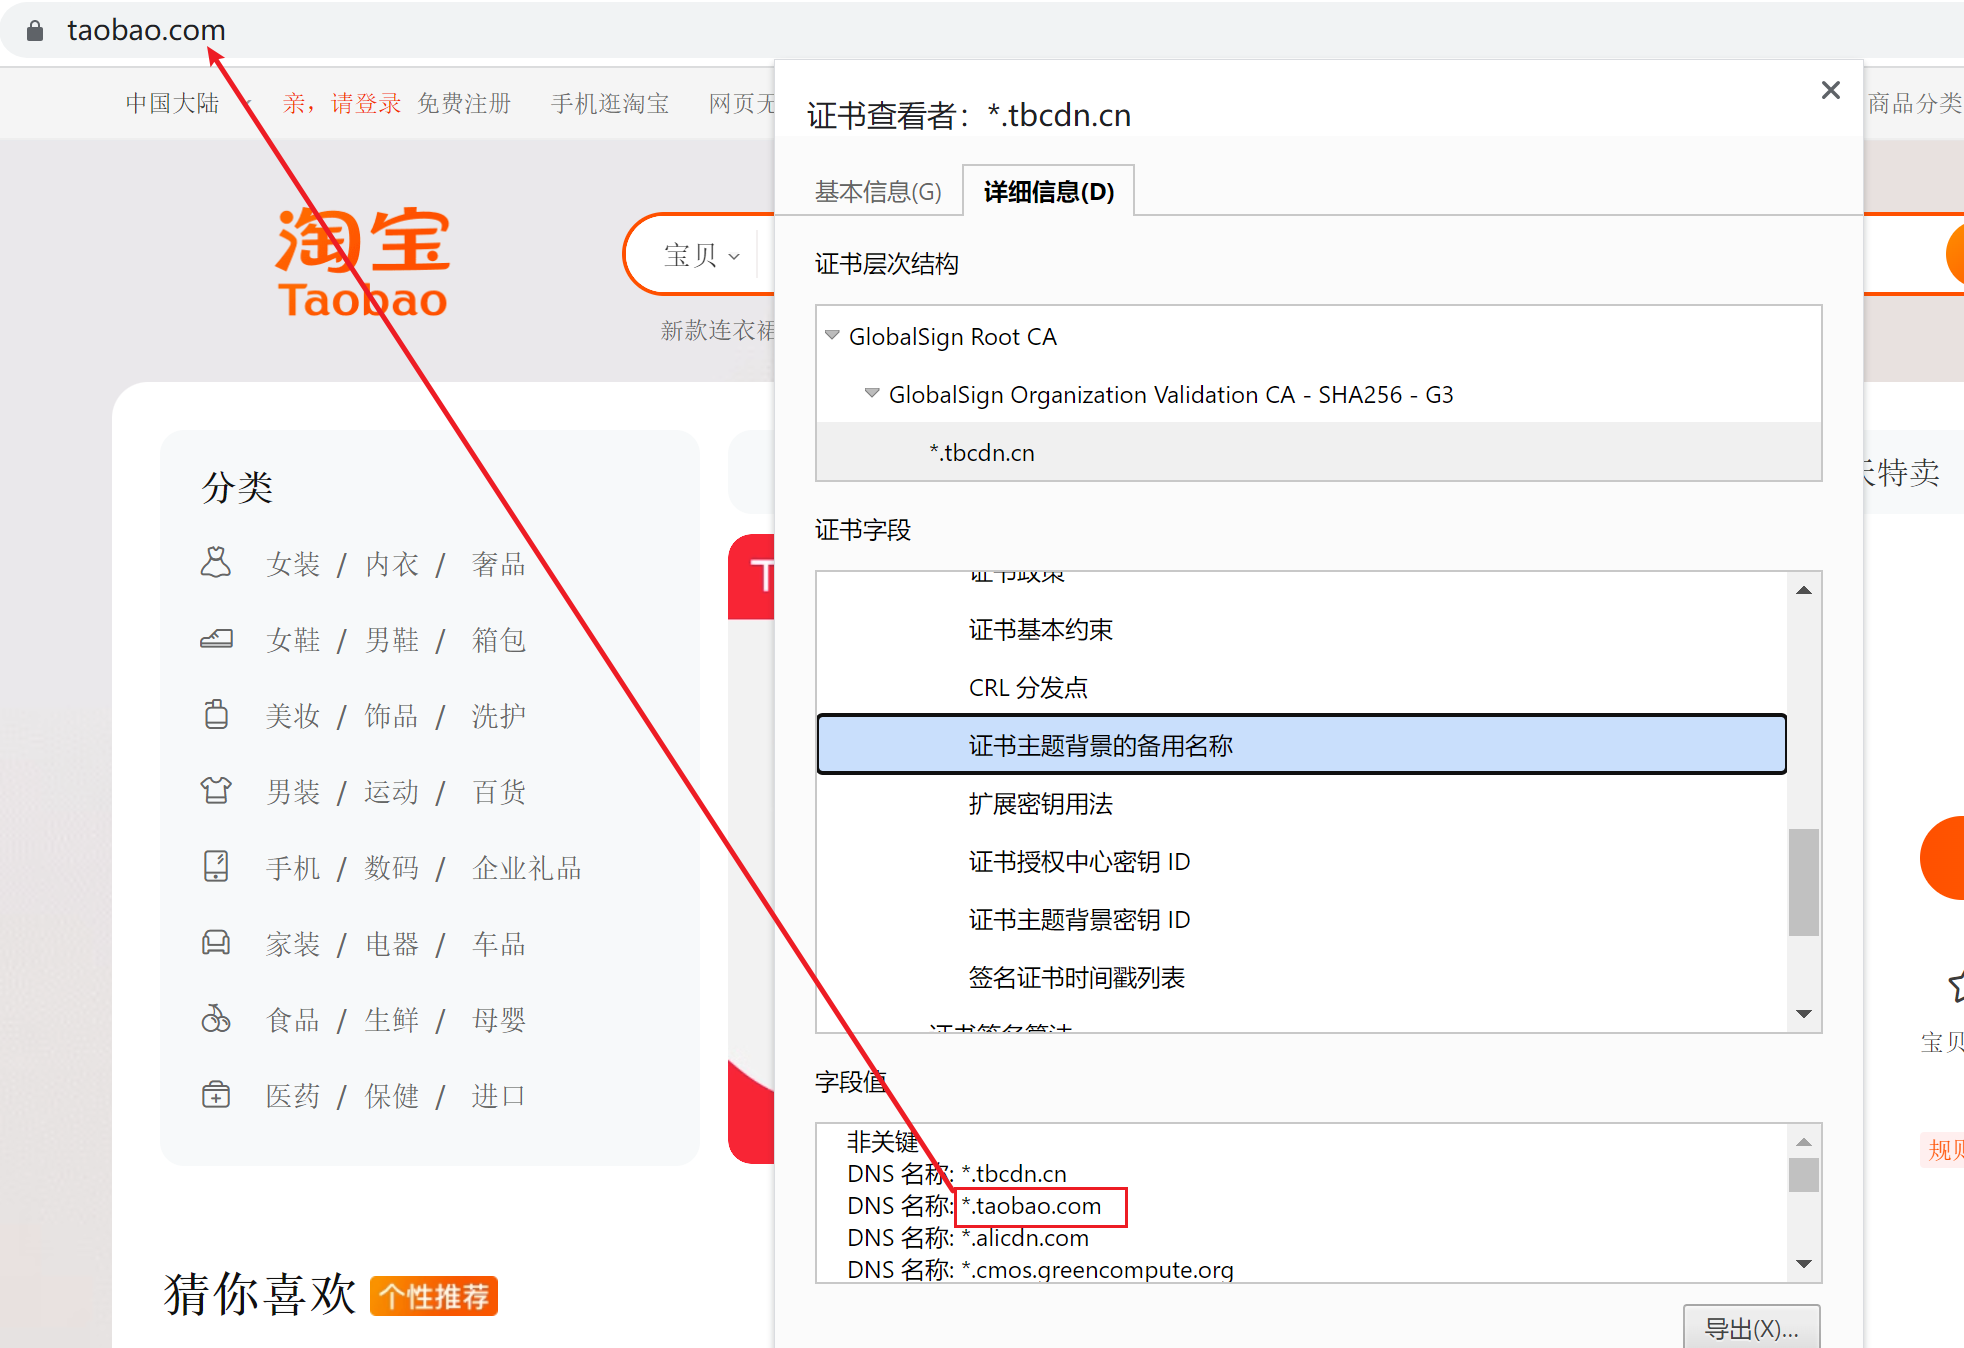 taobao.com
中国大陆 亲，请登录 免费注册 手机逛淘宝 网页无
商品分类
淘宝
Taobao
宝贝
新款连衣裙
分类
女装 / 内衣 / 奢品
女鞋 / 男鞋 / 箱包
美妆 / 饰品 / 洗护
男装 / 运动 / 百货
手机 / 数码 / 企业礼品
家装 / 电器 / 车品
食品 / 生鲜 / 母婴
医药 / 保健 / 进口
猜你喜欢 个性推荐
T
证书查看者：*.tbcdn.cn
基本信息(G) 详细信息(D)
证书层次结构
GlobalSign Root CA
GlobalSign Organization Validation CA - SHA256 - G3
*.tbcdn.cn
证书字段
证书政策
证书基本约束
CRL 分发点
证书主题背景的备用名称
扩展密钥用法
证书授权中心密钥 ID
证书主题背景密钥 ID
签名证书时间戳列表
证书签名算法
字段值
非关键
DNS 名称: *.tbcdn.cn
DNS 名称: *.taobao.com
DNS 名称: *.alicdn.com
DNS 名称: *.cmos.greencompute.org
导出(X)...
特卖
宝贝
规则